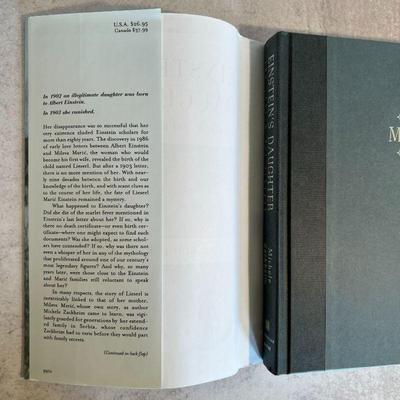 U.S.A. $26.95
Canada $37.99
In 1902 an illegitimate daughter was born
to Albert Einstein.
In 1903 she vanished.
Her disappearance was so successful that her
very existence eluded Einstein scholars for
more than eighty years. The discovery in 1986
of early love letters between Albert Einstein
and Mileva Marić, the woman who would
become his first wife, revealed the birth of the
child named Lieserl. But after a 1903 letter,
there is no more mention of her. With near-
ly nine decades between the birth and our
knowledge of the birth, and with scant clues as
to the course of her life, the fate of Lieserl
Marić Einstein remained a mystery.
What happened to Einstein's daughter?
Did she die of the scarlet fever mentioned in
Einstein's last letter about her? If so, why is
there no death certificate—or even birth cer-
tificate—where one might expect to find such
documents? Was she adopted, as some schol-
ars have contended? If so, why was there not
even a whisper of her in any of the mythology
that proliferated around one of our century's
most legendary figures? And why, so many
years later, were those close to the Einstein
and Marić families still reluctant to speak
about her?
In many respects, the story of Lieserl is
inextricably linked to that of her mother,
Mileva Marić, whose own story, as author
Michele Zackheim came to learn, was vig-
ilantly guarded for generations by her extend-
ed family in Serbia, whose confidence
Zackheim had to earn before they would part
with family secrets.
(Continued on back flap)
EINSTEIN'S DAUGHTER
Michele
M